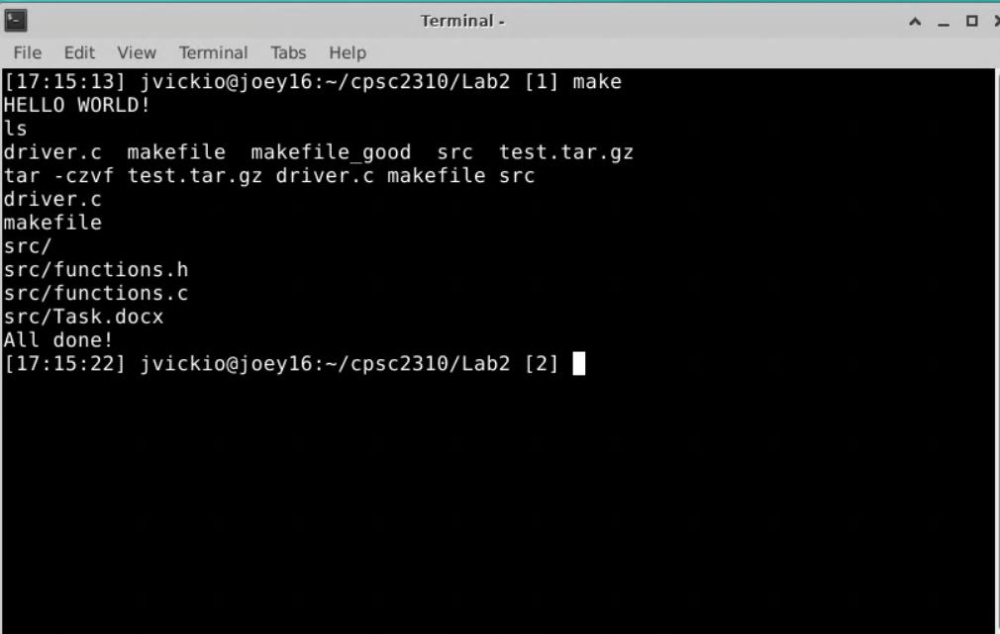 Terminal -
File Edit View Terminal Tabs Help
[17:15:13] jvickio@joey16:~/cpsc2310/Lab2 [1] make
HELLO WORLD!
ls
driver.c  makefile  makefile_good  src  test.tar.gz
tar -czvf test.tar.gz driver.c makefile src
driver.c
makefile
src/
src/functions.h
src/functions.c
src/Task.docx
All done!
[17:15:22] jvickio@joey16:~/cpsc2310/Lab2 [2]